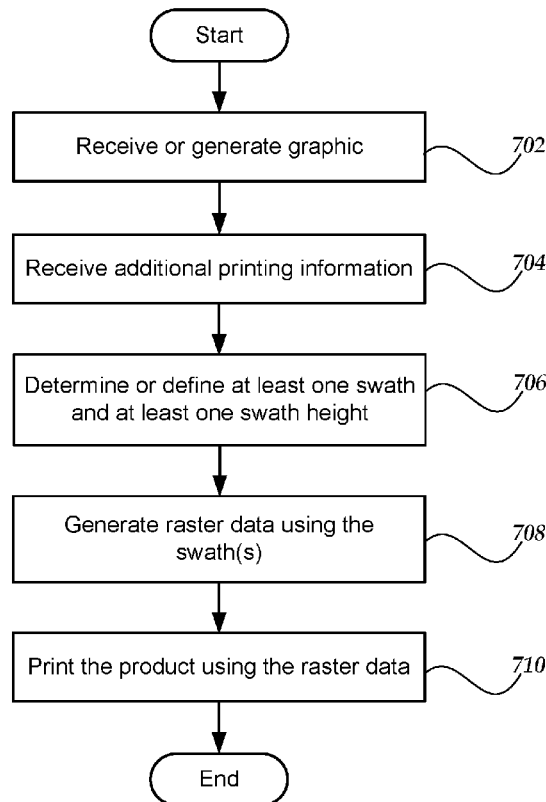 Start
Receive or generate graphic
702
Receive additional printing information
704
Determine or define at least one swath
and at least one swath height
706
Generate raster data using the
swath(s)
708
Print the product using the raster data
710
End